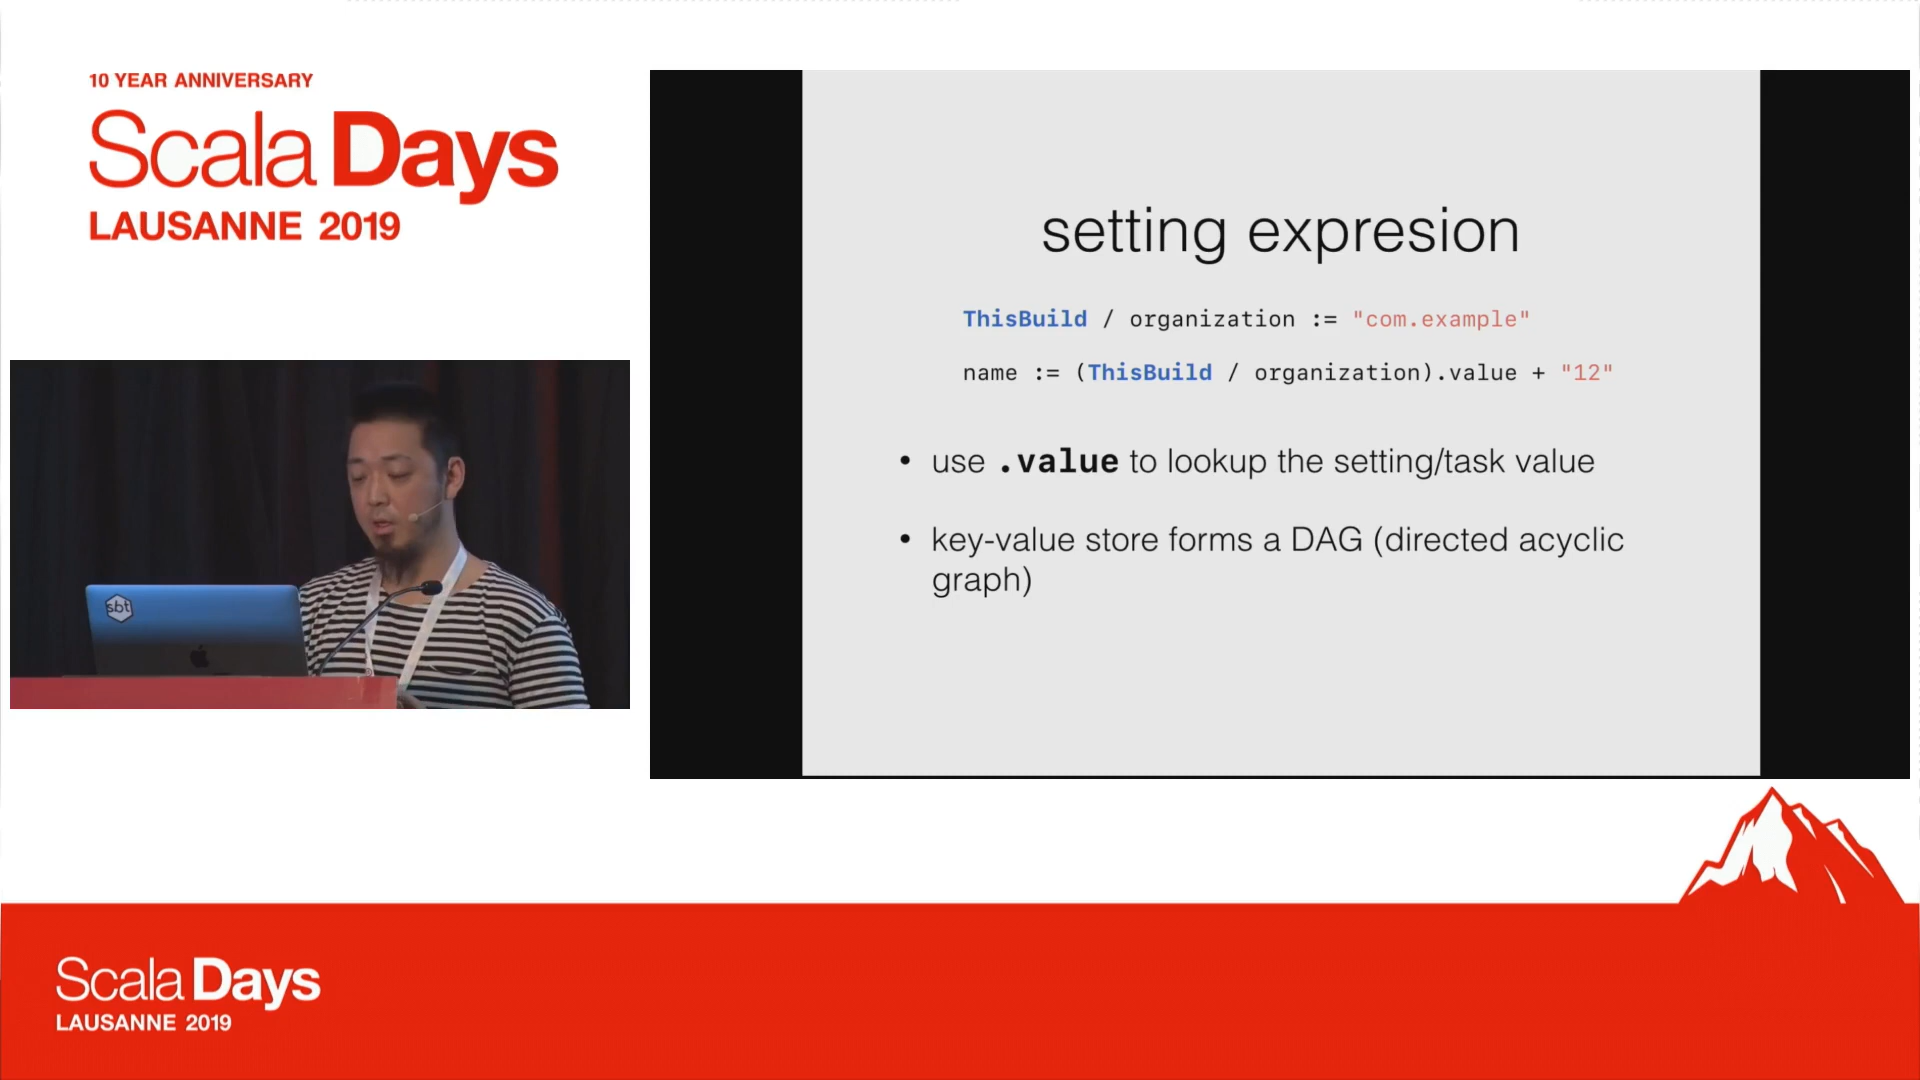 10 YEAR ANNIVERSARY
Scala Days
LAUSANNE 2019
sbt
setting expresion
ThisBuild / organization := "com.example"
name := (ThisBuild / organization).value + "12"
• use .value to lookup the setting/task value
• key-value store forms a DAG (directed acyclic
graph)
Scala Days
LAUSANNE 2019